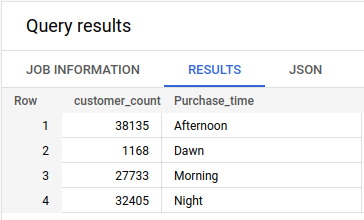 Query results
JOB INFORMATION RESULTS JSON
Row customer_count Purchase_time
1 38135 Afternoon
2 1168 Dawn
3 27733 Morning
4 32405 Night